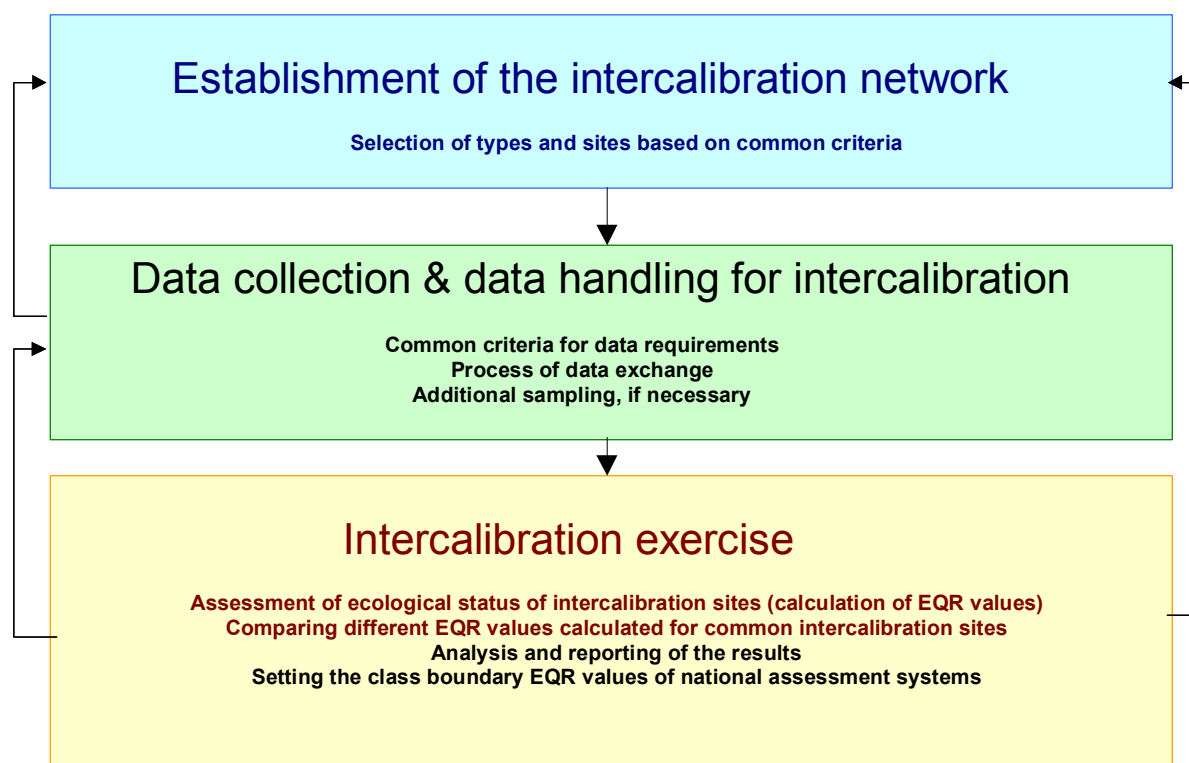 Establishment of the intercalibration network
Selection of types and sites based on common criteria
Data collection & data handling for intercalibration
Common criteria for data requirements
Process of data exchange
Additional sampling, if necessary
Intercalibration exercise
Assessment of ecological status of intercalibration sites (calculation of EQR values)
Comparing different EQR values calculated for common intercalibration sites
Analysis and reporting of the results
Setting the class boundary EQR values of national assessment systems